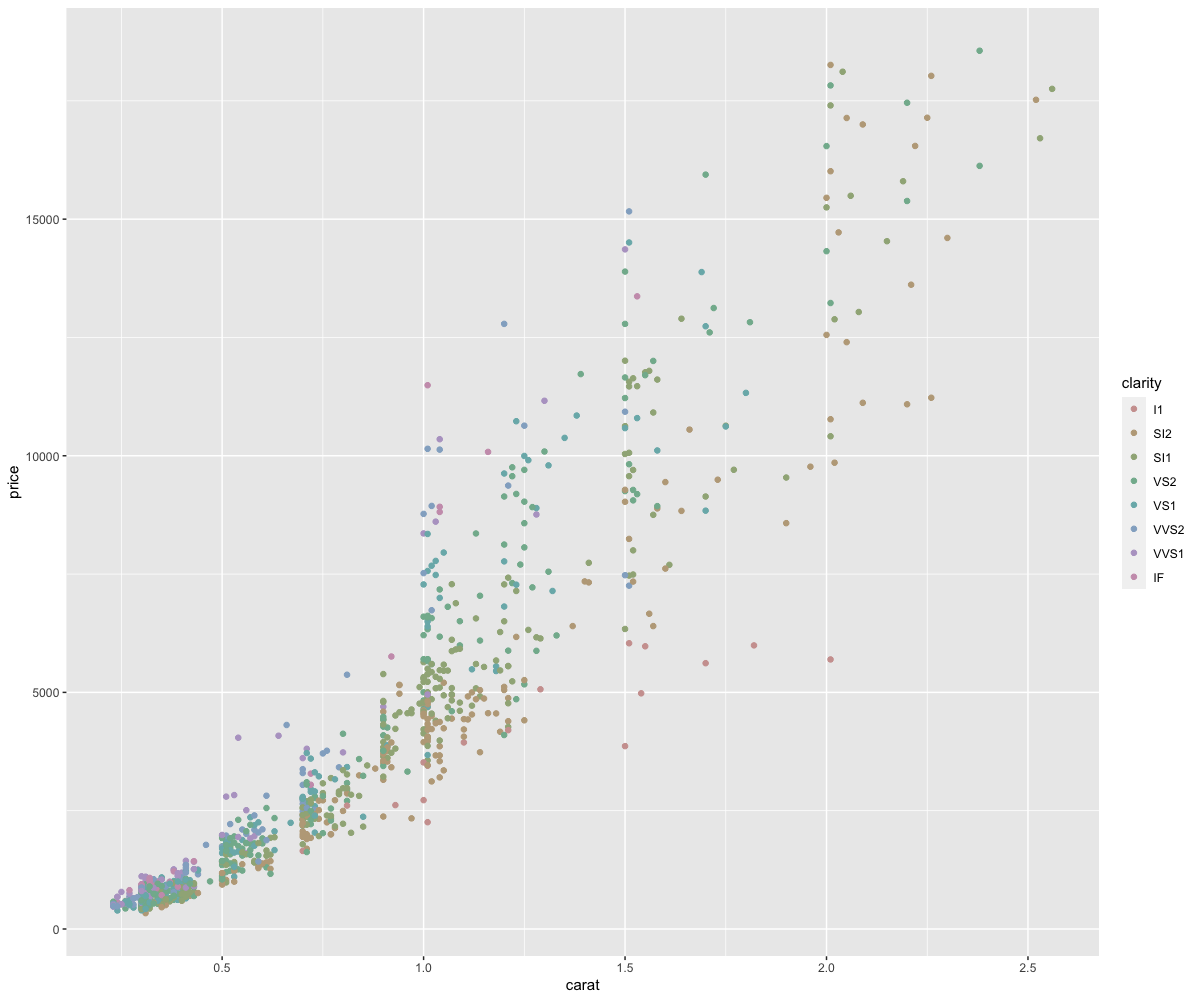 price
15000
10000
5000
0
0.5
1.0
1.5
2.0
2.5
carat
clarity
I1
SI2
SI1
VS2
VS1
VVS2
VVS1
IF